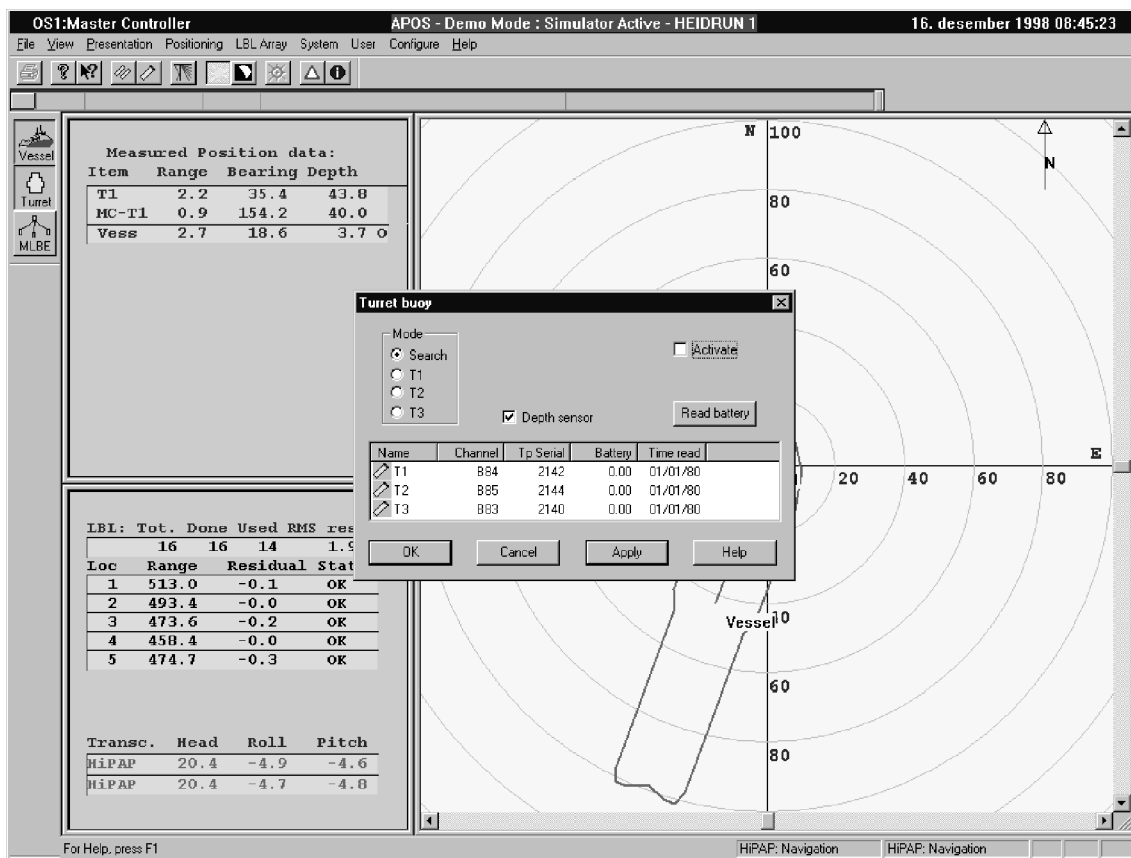 OS1:Master Controller APOS - Demo Mode : Simulator Active - HEIDRUN 1 16. desember 1998 08:45:23
File View Presentation Positioning LBL Array System User Configure Help
Vessel
Turret
MLBE
Measured Position data:
Item Range Bearing Depth
T1 2.2 35.4 43.8
MC-T1 0.9 154.2 40.0
Vess 2.7 18.6 3.7 O
LBL: Tot. Done Used RMS res
16 16 14 1.9
Loc Range Residual Stat
1 513.0 -0.1 OK
2 493.4 -0.0 OK
3 473.6 -0.2 OK
4 458.4 -0.0 OK
5 474.7 -0.3 OK
Transc. Head Roll Pitch
HiPAP 20.4 -4.9 -4.6
HiPAP 20.4 -4.7 -4.8
N 100
N
80
60
E
20 40 60 80
Vessel
60
80
Turret buoy
Mode
Search
T1
T2
T3
Activate
Depth sensor
Read battery
Name Channel Tp Serial Battery Time read
T1 B84 2142 0.00 01/01/80
T2 B85 2144 0.00 01/01/80
T3 B83 2140 0.00 01/01/80
OK Cancel Apply Help
For Help, press F1
HiPAP: Navigation HiPAP: Navigation